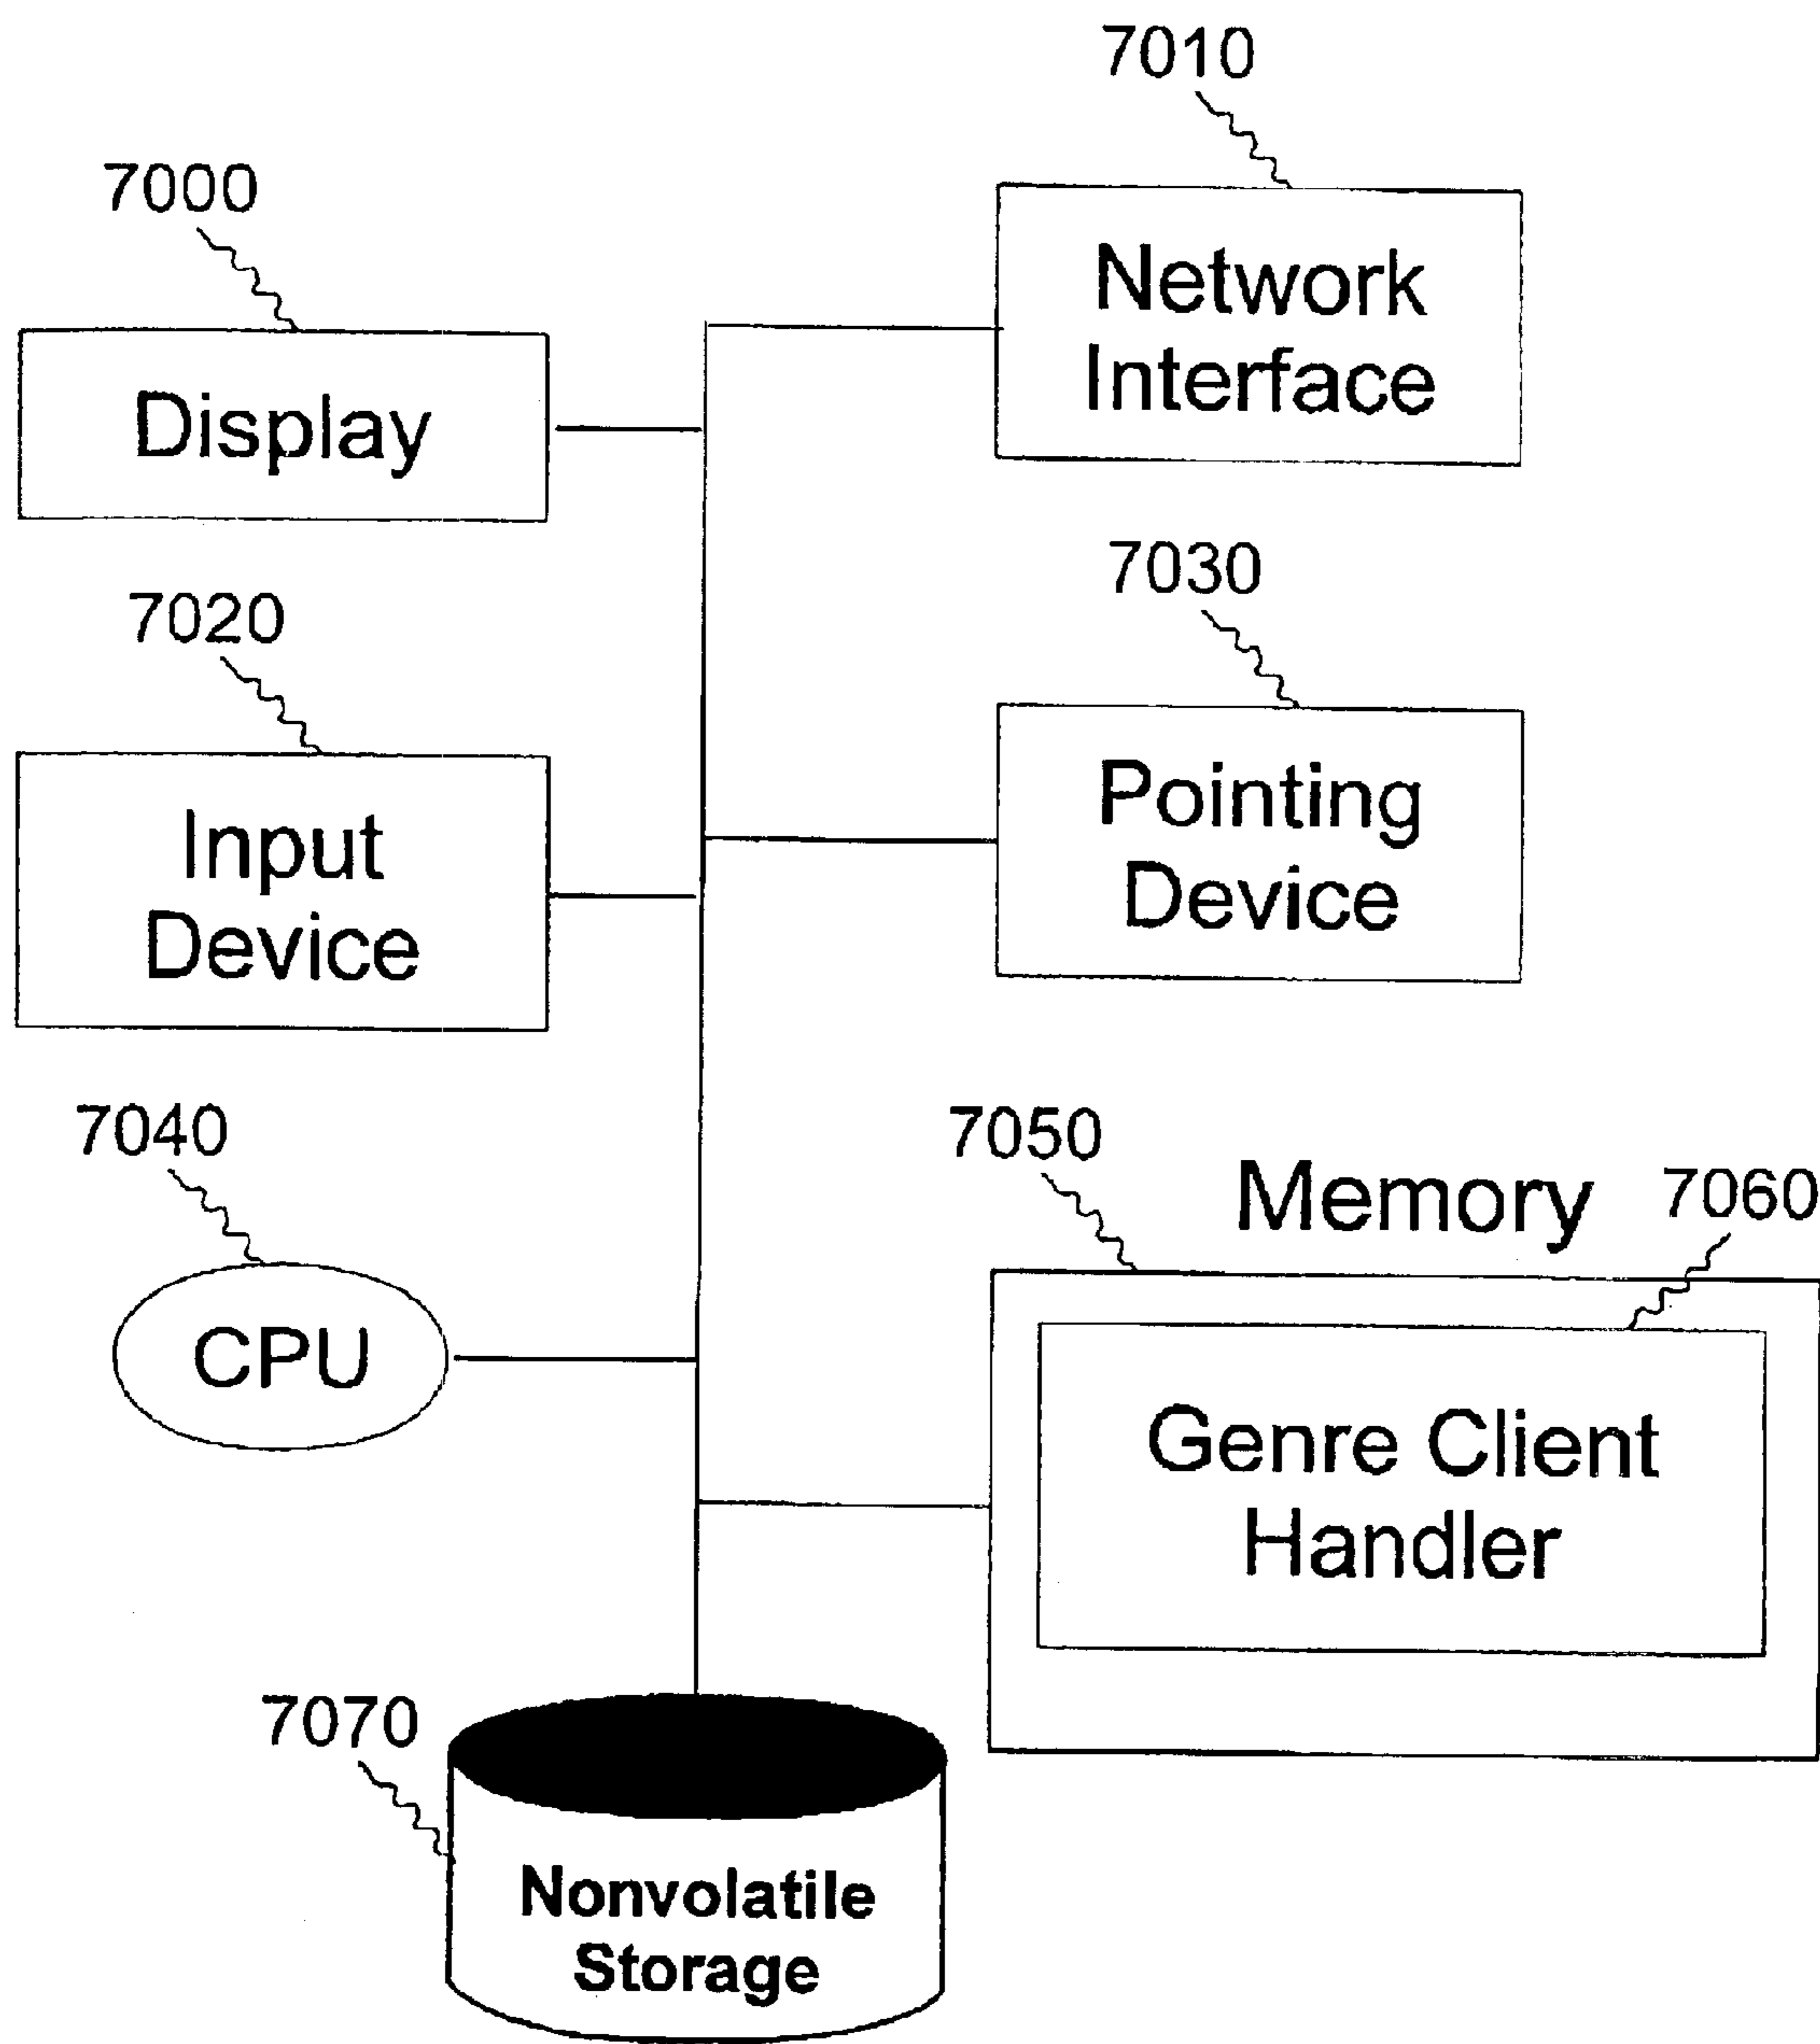 7010
7000
Network
Interface
Display
7030
7020
Pointing
Device
Input
Device
7040
7050
Memory
7060
CPU
Genre Client
Handler
7070
Nonvolatile
Storage